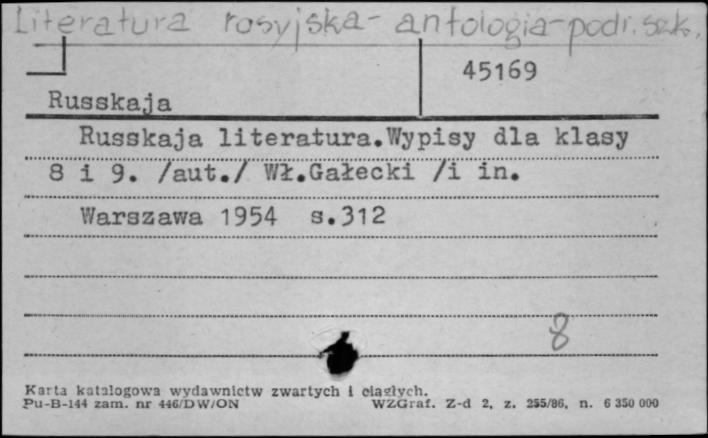 Literatura rosyjska - antologia - podr. szk.
45169
Russkaja
Russkaja literatura.Wypisy dla klasy
8 i 9. /aut./ Wł.Gałecki /i in.
Warszawa 1954 s.312
8
Karta katalogowa wydawnictw zwartych i ciągłych.
Pu-B-144 zam. nr 446/DW/ON WZGraf. Z-d 2, z. 255/86, n. 6 350 000